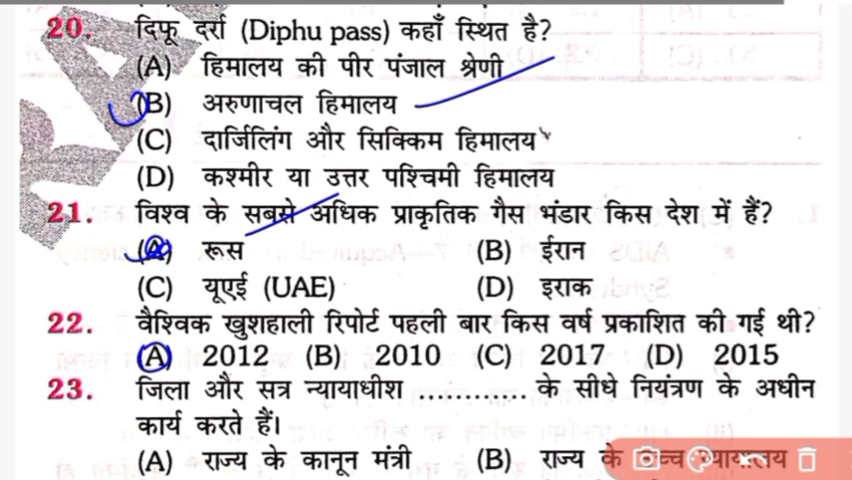 20. दिफू दर्रा (Diphu pass) कहाँ स्थित है?
(A) हिमालय की पीर पंजाल श्रेणी
(B) अरुणाचल हिमालय
(C) दार्जिलिंग और सिक्किम हिमालय
(D) कश्मीर या उत्तर पश्चिमी हिमालय
21. विश्व के सबसे अधिक प्राकृतिक गैस भंडार किस देश में हैं?
(A) रूस (B) ईरान
(C) यूएई (UAE) (D) इराक
22. वैश्विक खुशहाली रिपोर्ट पहली बार किस वर्ष प्रकाशित की गई थी?
(A) 2012 (B) 2010 (C) 2017 (D) 2015
23. जिला और सत्र न्यायाधीश ............ के सीधे नियंत्रण के अधीन
कार्य करते हैं।
(A) राज्य के कानून मंत्री (B) राज्य के उच्च न्यायालय